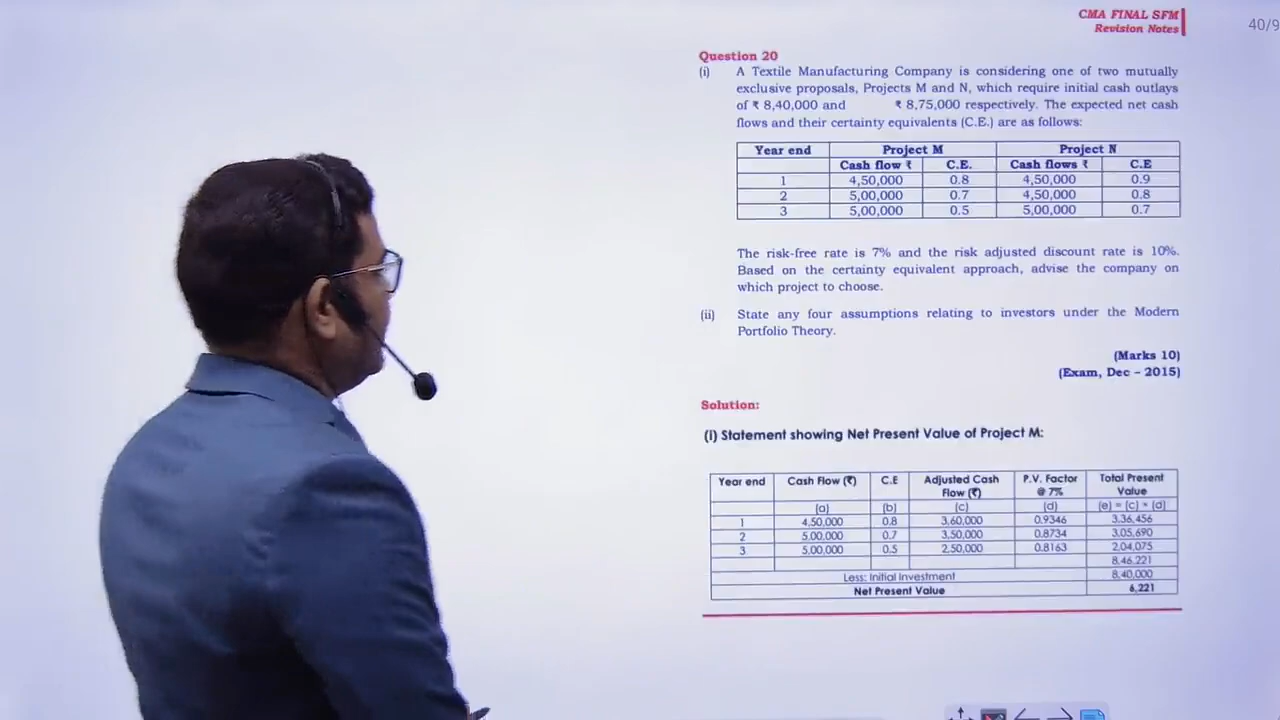 CMA FINAL SFM
Revision Notes
40/9
Question 20
(i) A Textile Manufacturing Company is considering one of two mutually
exclusive proposals, Projects M and N, which require initial cash outlays
of ₹ 8,40,000 and ₹ 8,75,000 respectively. The expected net cash
flows and their certainty equivalents (C.E.) are as follows:
Year end Project M Project N
Cash flow ₹ C.E. Cash flows ₹ C.E
1 4,50,000 0.8 4,50,000 0.9
2 5,00,000 0.7 4,50,000 0.8
3 5,00,000 0.5 5,00,000 0.7
The risk-free rate is 7% and the risk adjusted discount rate is 10%.
Based on the certainty equivalent approach, advise the company on
which project to choose.
(ii) State any four assumptions relating to investors under the Modern
Portfolio Theory.
(Marks 10)
(Exam, Dec – 2015)
Solution:
(I) Statement showing Net Present Value of Project M:
Year end Cash Flow (₹) C.E Adjusted Cash P.V. Factor Total Present
Flow (₹) @ 7% Value
(a) (b) (c) (d) (e) = (c) × (d)
1 4,50,000 0.8 3,60,000 0.9346 3,36,456
2 5,00,000 0.7 3,50,000 0.8734 3,05,690
3 5,00,000 0.5 2,50,000 0.8163 2,04,075
8,46,221
Less: Initial Investment 8,40,000
Net Present Value 6,221